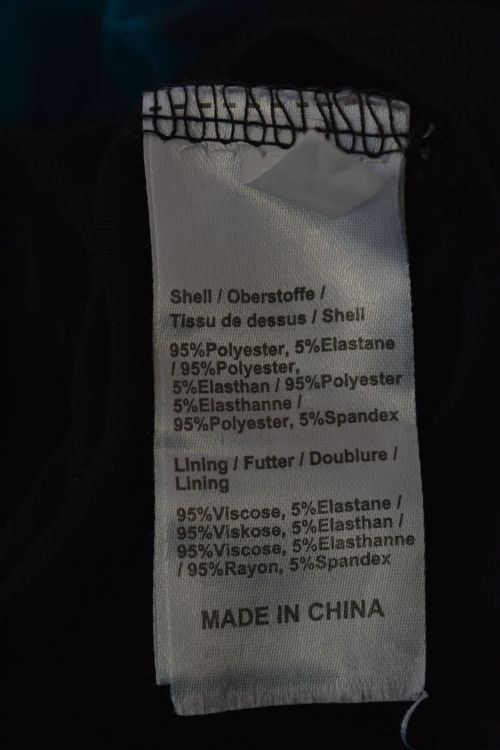 Shell / Oberstoffe /
Tissu de dessus / Shell
95%Polyester, 5%Elastane
/ 95%Polyester,
5%Elasthan / 95%Polyester
5%Elasthanne /
95%Polyester, 5%Spandex
Lining / Futter / Doublure /
Lining
95%Viscose, 5%Elastane /
95%Viskose, 5%Elasthan /
95%Viscose, 5%Elasthanne
/ 95%Rayon, 5%Spandex
MADE IN CHINA